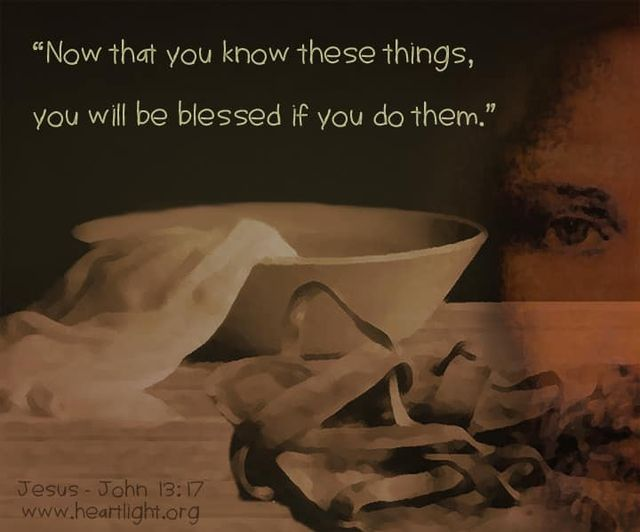 “Now that you know these things,
you will be blessed if you do them.”
Jesus - John 13:17
www.heartlight.org